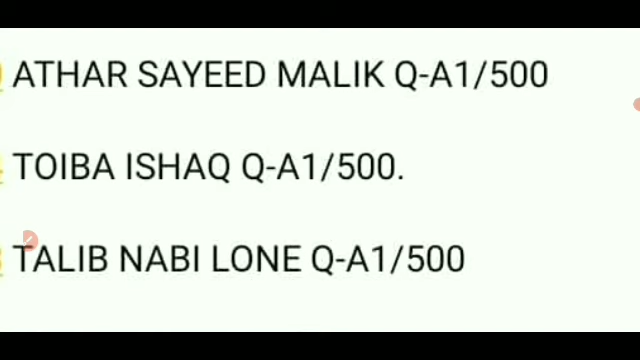 ATHAR SAYEED MALIK Q-A1/500
TOIBA ISHAQ Q-A1/500.
TALIB NABI LONE Q-A1/500